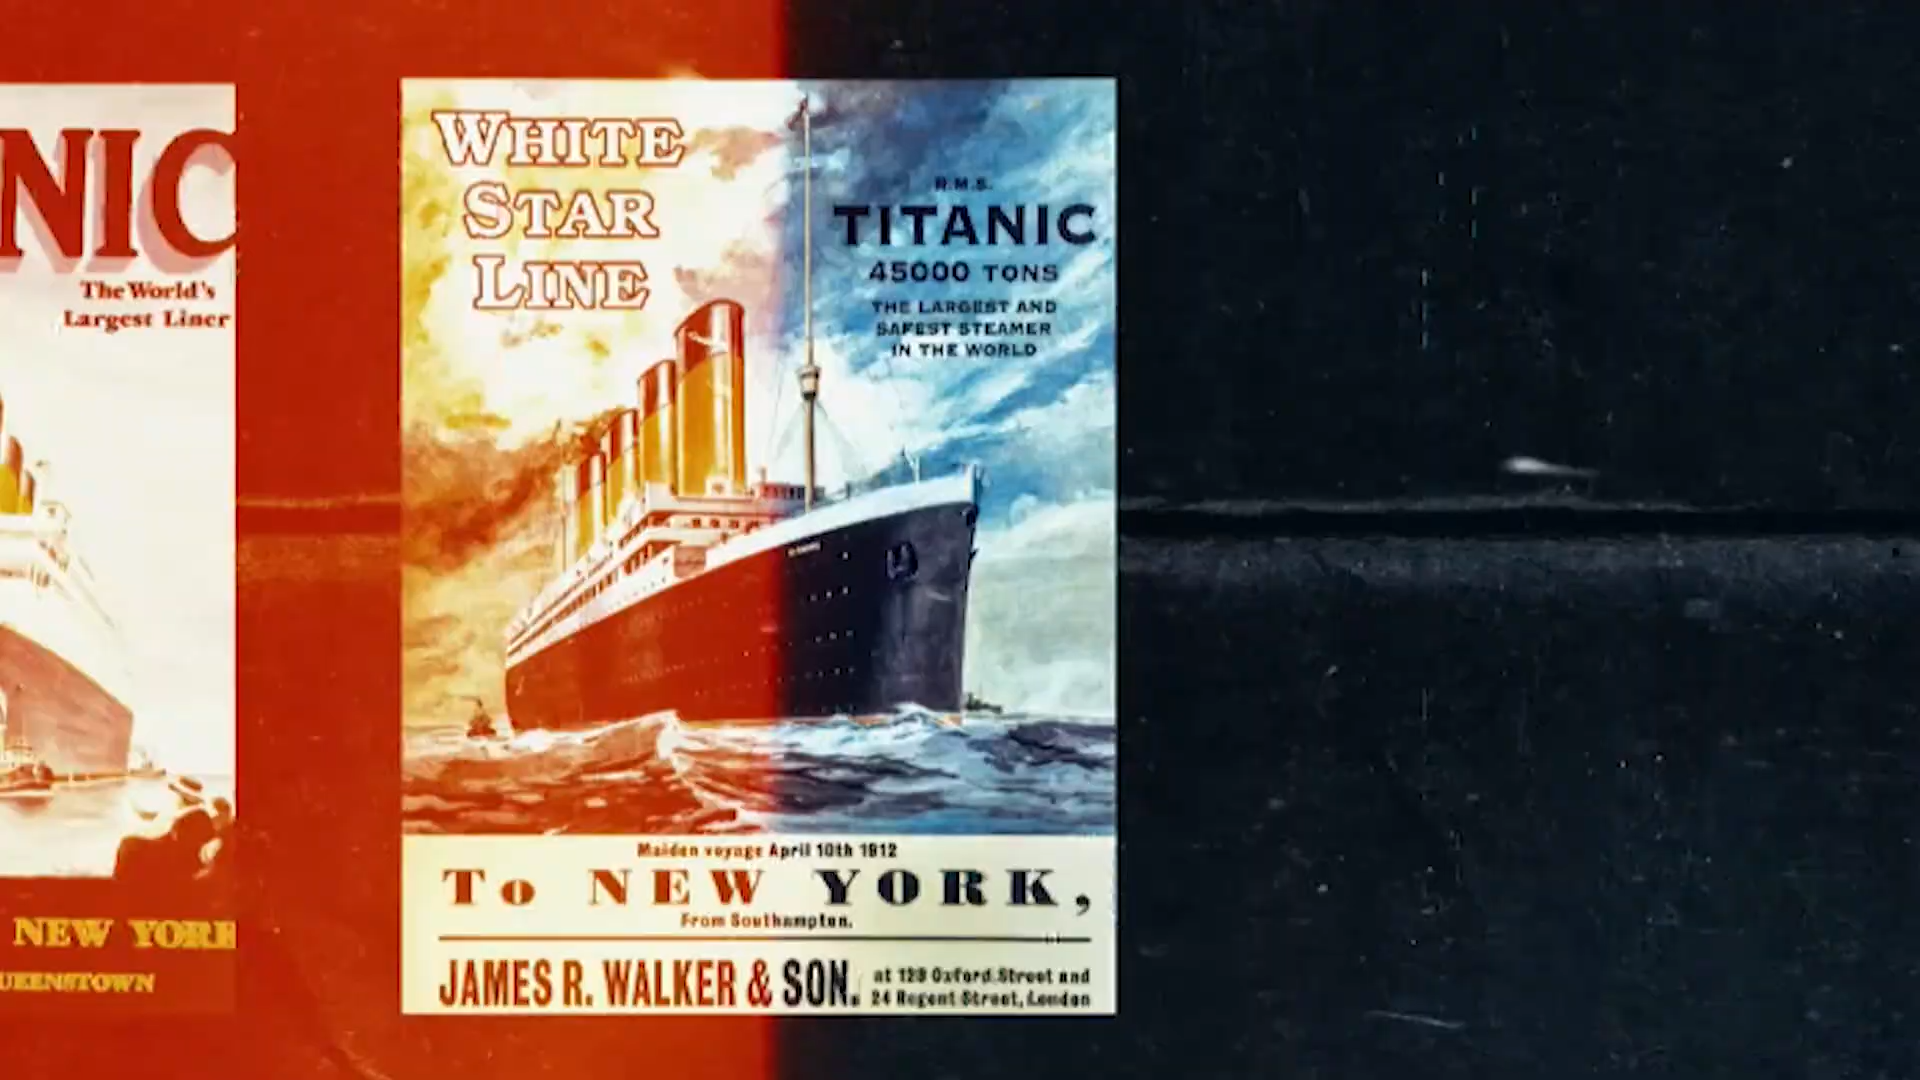 NIC
The World's
Largest Liner
NEW YORK
UEENSTOWN
WHITE
STAR
LINE
R.M.S.
TITANIC
45000 TONS
THE LARGEST AND
SAFEST STEAMER
IN THE WORLD
Maiden voyage April 10th 1912
To NEW YORK,
From Southampton.
JAMES R. WALKER & SON.
at 129 Oxford Street and
24 Regent Street, London